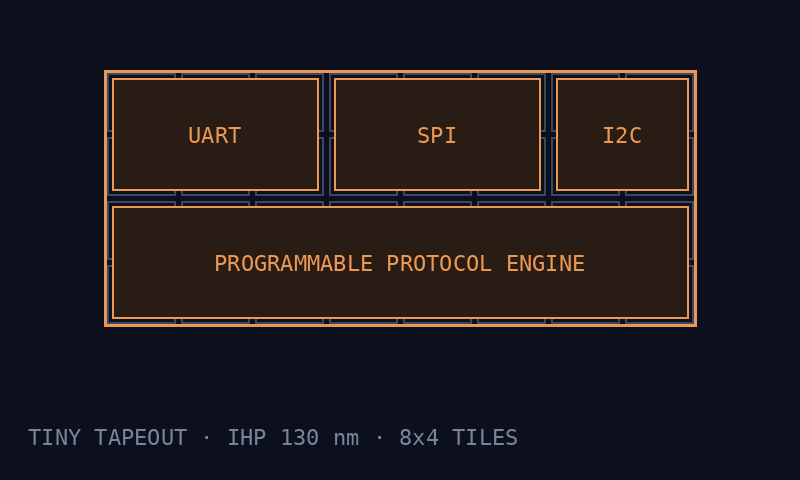 UART
SPI
I2C
PROGRAMMABLE PROTOCOL ENGINE
TINY TAPEOUT · IHP 130 nm · 8x4 TILES